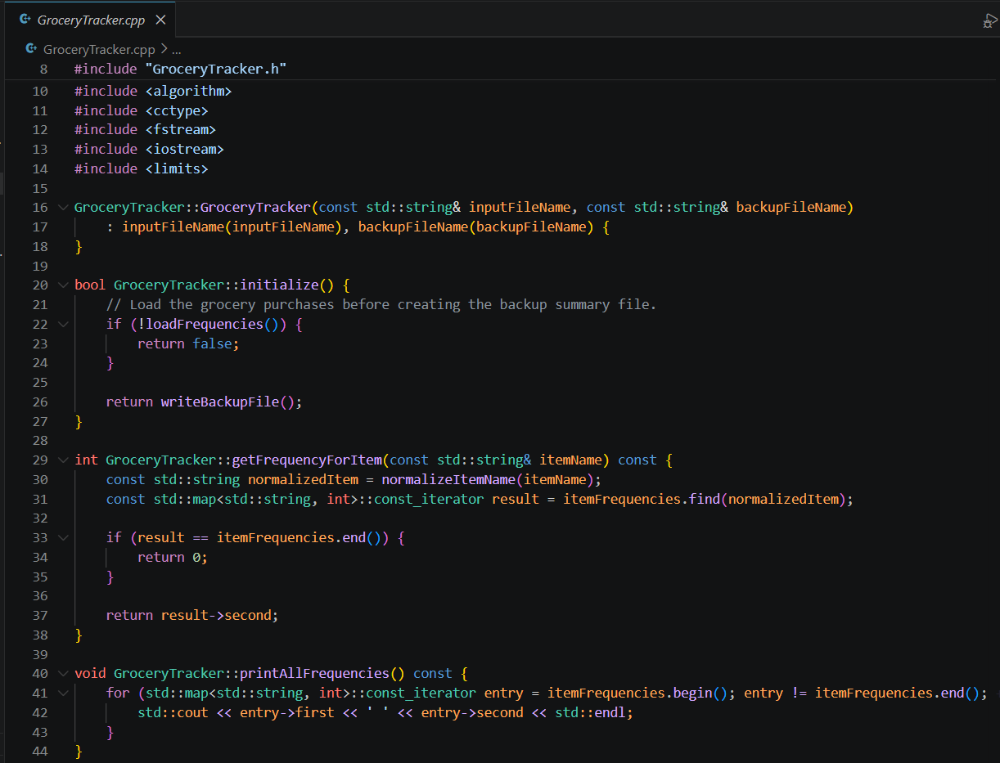 GroceryTracker.cpp
GroceryTracker.cpp > ...
8 #include "GroceryTracker.h"
10 #include <algorithm>
11 #include <cctype>
12 #include <fstream>
13 #include <iostream>
14 #include <limits>
15
16 GroceryTracker::GroceryTracker(const std::string& inputFileName, const std::string& backupFileName)
17     : inputFileName(inputFileName), backupFileName(backupFileName) {
18 }
19
20 bool GroceryTracker::initialize() {
21     // Load the grocery purchases before creating the backup summary file.
22     if (!loadFrequencies()) {
23         return false;
24     }
25
26     return writeBackupFile();
27 }
28
29 int GroceryTracker::getFrequencyForItem(const std::string& itemName) const {
30     const std::string normalizedItem = normalizeItemName(itemName);
31     const std::map<std::string, int>::const_iterator result = itemFrequencies.find(normalizedItem);
32
33     if (result == itemFrequencies.end()) {
34         return 0;
35     }
36
37     return result->second;
38 }
39
40 void GroceryTracker::printAllFrequencies() const {
41     for (std::map<std::string, int>::const_iterator entry = itemFrequencies.begin(); entry != itemFrequencies.end();
42         std::cout << entry->first << ' ' << entry->second << std::endl;
43     }
44 }